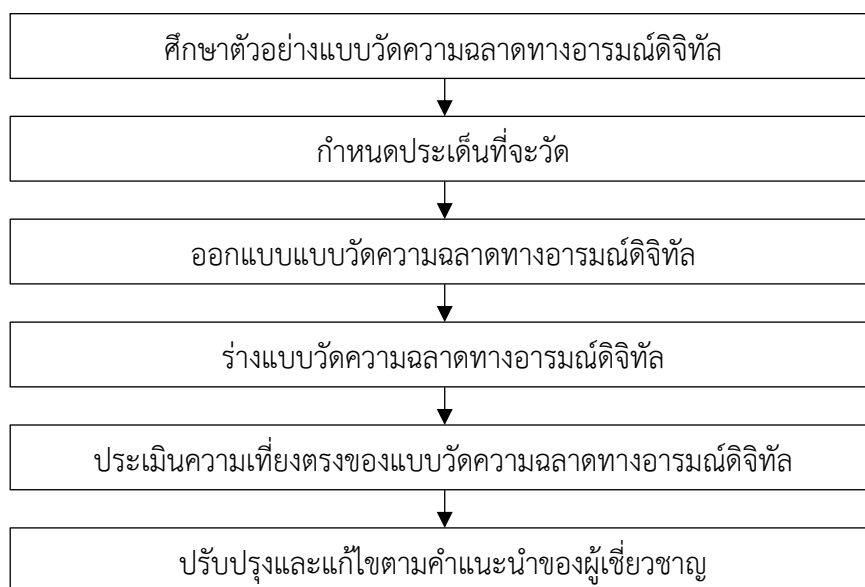 ศึกษาตัวอย่างแบบวัดความฉลาดทางอารมณ์ดิจิทัล
กำหนดประเด็นที่จะวัด
ออกแบบแบบวัดความฉลาดทางอารมณ์ดิจิทัล
ร่างแบบวัดความฉลาดทางอารมณ์ดิจิทัล
ประเมินความเที่ยงตรงของแบบวัดความฉลาดทางอารมณ์ดิจิทัล
ปรับปรุงและแก้ไขตามคำแนะนำของผู้เชี่ยวชาญ